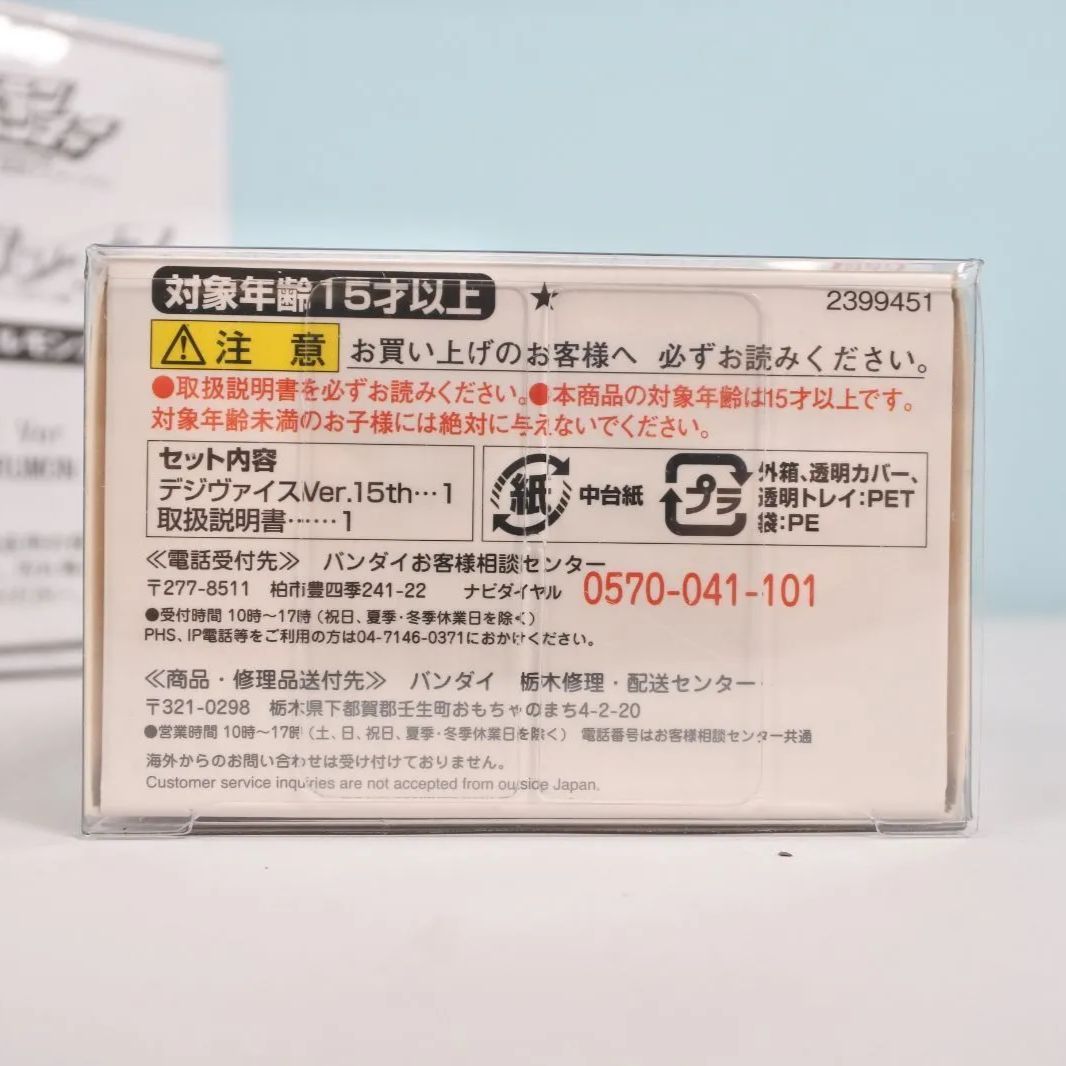 対象年齢15才以上 ★ 2399451
⚠注 意 お買い上げのお客様へ 必ずお読みください。
●取扱説明書を必ずお読みください。●本商品の対象年齢は15才以上です。
対象年齢未満のお子様には絶対に与えないでください。
セット内容
デジヴァイスVer.15th…1
取扱説明書……1
紙 中台紙
プラ 外箱、透明カバー、
透明トレイ:PET
袋:PE
≪電話受付先≫ バンダイお客様相談センター
〒277-8511 柏市豊四季241-22 ナビダイヤル 0570-041-101
●受付時間 10時～17時 (祝日、夏季・冬季休業日を除く)
PHS、IP電話等をご利用の方は04-7146-0371におかけください。
≪商品・修理品送付先≫ バンダイ 栃木修理・配送センター
〒321-0298 栃木県下都賀郡壬生町おもちゃのまち4-2-20
●営業時間 10時～17時 (土、日、祝日、夏季・冬季休業日を除く) 電話番号はお客様相談センター共通
海外からのお問い合わせは受け付けておりません。
Customer service inquiries are not accepted from outside Japan.